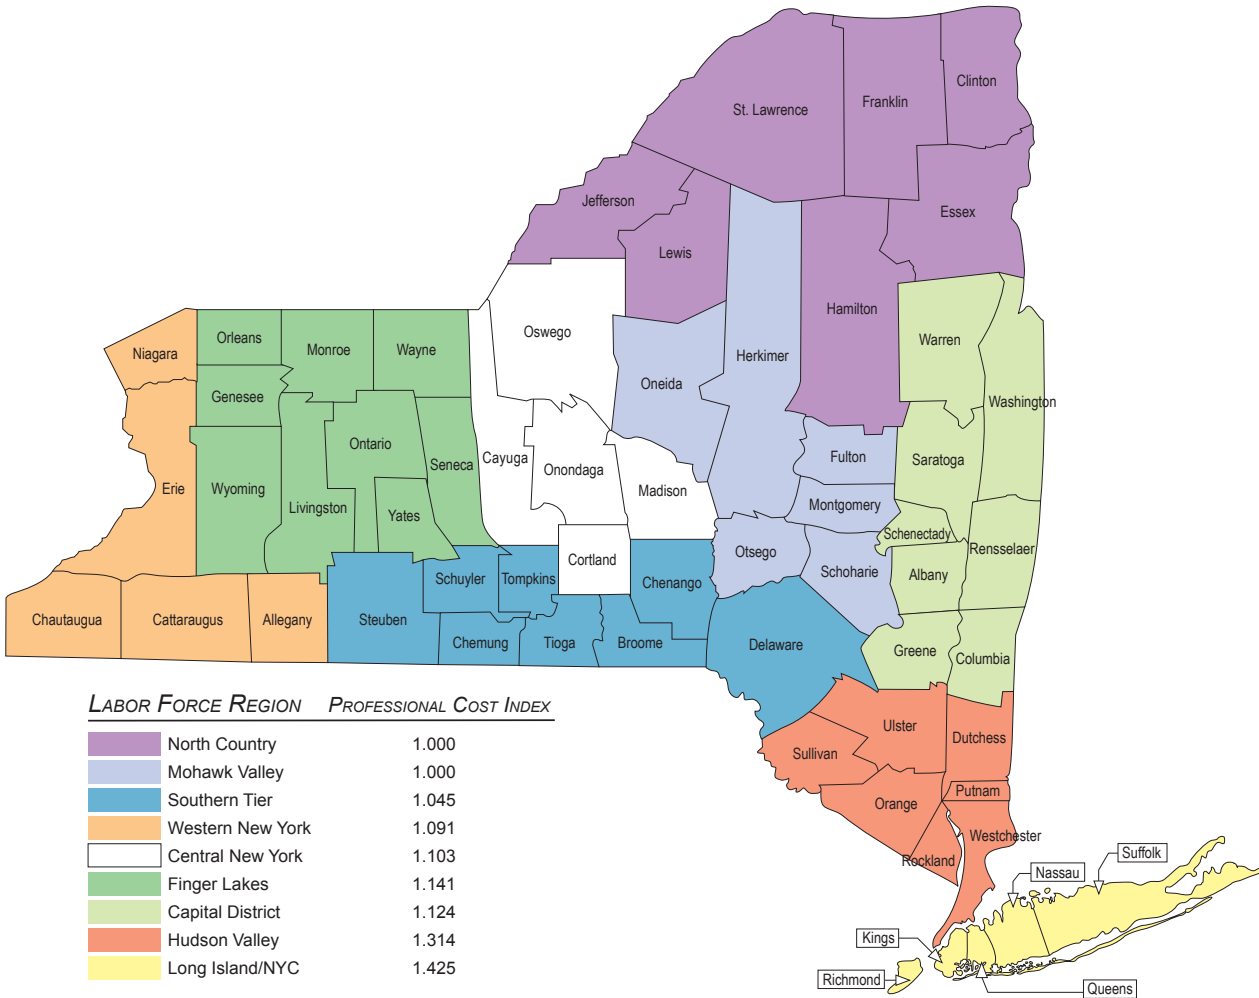 Clinton
Franklin
St. Lawrence
Jefferson
Essex
Lewis
Hamilton
Oswego
Orleans
Monroe
Wayne
Niagara
Warren
Herkimer
Oneida
Genesee
Washington
Ontario
Cayuga
Fulton
Saratoga
Seneca
Onondaga
Erie
Wyoming
Madison
Livingston
Montgomery
Yates
Schenectady
Rensselaer
Otsego
Cortland
Schoharie
Albany
Schuyler
Tompkins
Chenango
Chautaugua
Cattaraugus
Allegany
Steuben
Chemung
Tioga
Broome
Delaware
Greene
Columbia
LABOR FORCE REGION PROFESSIONAL COST INDEX
North Country 1.000
Mohawk Valley 1.000
Southern Tier 1.045
Western New York 1.091
Central New York 1.103
Finger Lakes 1.141
Capital District 1.124
Hudson Valley 1.314
Long Island/NYC 1.425
Ulster
Dutchess
Sullivan
Putnam
Orange
Westchester
Rockland
Suffolk
Nassau
Kings
Richmond
Queens